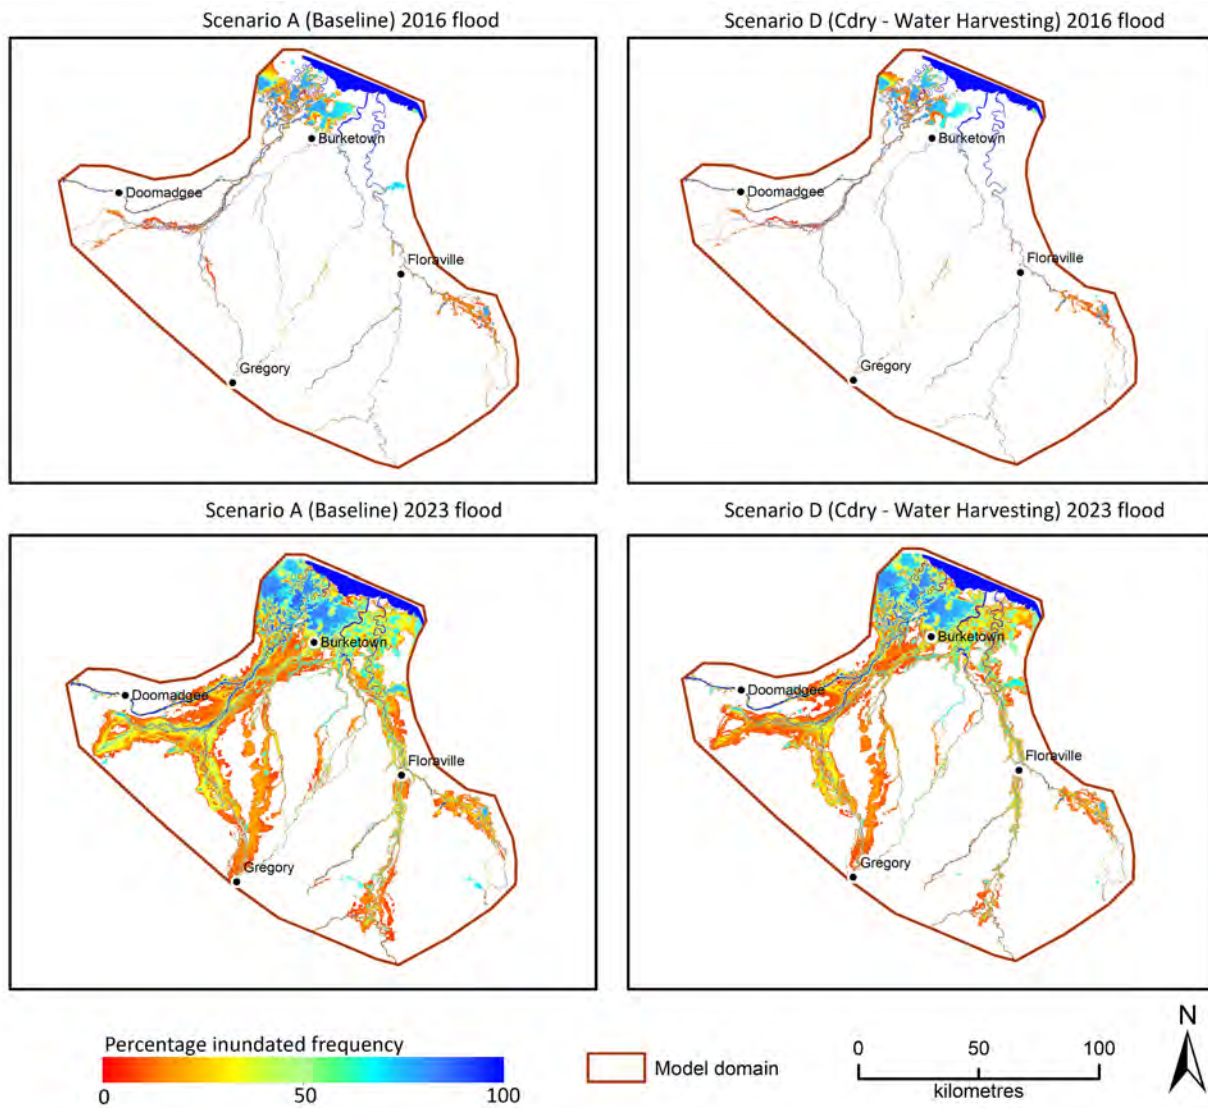 Scenario A (Baseline) 2016 flood
Scenario D (Cdry - Water Harvesting) 2016 flood
Burketown
Doomadgee
Floraville
Gregory
Burketown
Doomadgee
Floraville
Gregory
Scenario A (Baseline) 2023 flood
Scenario D (Cdry - Water Harvesting) 2023 flood
Burketown
Doomadgee
Floraville
Gregory
Burketown
Doomadgee
Floraville
Gregory
Percentage inundated frequency
0 50 100
Model domain
0 100
kilometres
N